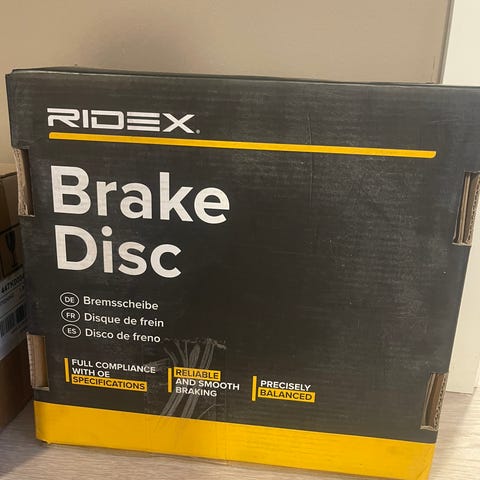 RIDEX®
Brake
Disc
DE Bremsscheibe
FR Disque de frein
ES Disco de freno
FULL COMPLIANCE
WITH OE
SPECIFICATIONS
RELIABLE
AND SMOOTH
BRAKING
PRECISELY
BALANCED